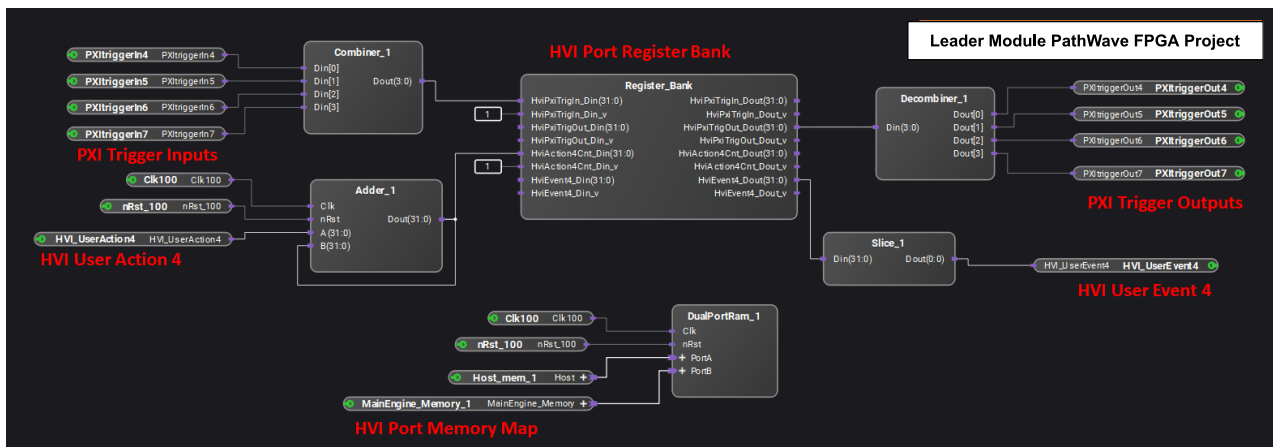 Leader Module PathWave FPGA Project
HVI Port Register Bank
PXItriggerIn4 PXItriggerIn4
PXItriggerIn5 PXItriggerIn5
PXItriggerIn6 PXItriggerIn6
PXItriggerIn7 PXItriggerIn7
PXI Trigger Inputs
Combiner_1
Din[0]
Din[1] Dout(3:0)
Din[2]
Din[3]
Register_Bank
HviPxiTrigIn_Din(31:0) HviPxiTrigIn_Dout(31:0)
HviPxiTrigIn_Din_v HviPxiTrigIn_Dout_v
HviPxiTrigOut_Din(31:0) HviPxiTrigOut_Dout(31:0)
HviPxiTrigOut_Din_v HviPxiTrigOut_Dout_v
HviAction4Cnt_Din(31:0) HviAction4Cnt_Dout(31:0)
HviAction4Cnt_Din_v HviAction4Cnt_Dout_v
HviEvent4_Din(31:0) HviEvent4_Dout(31:0)
HviEvent4_Din_v HviEvent4_Dout_v
1
1
Decombiner_1
Dout[0]
Din(3:0) Dout[1]
Dout[2]
Dout[3]
PXItriggerOut4 PXItriggerOut4
PXItriggerOut5 PXItriggerOut5
PXItriggerOut6 PXItriggerOut6
PXItriggerOut7 PXItriggerOut7
PXI Trigger Outputs
Clk100 Clk100
nRst_100 nRst_100
HVI_UserAction4 HVI_UserAction4
HVI User Action 4
Adder_1
Clk
nRst Dout(31:0)
A(31:0)
B(31:0)
Slice_1
Din(31:0) Dout(0:0)
HVI_UserEvent4 HVI_UserEvent4
HVI User Event 4
Clk100 Clk100
nRst_100 nRst_100
Host_mem_1 Host +
MainEngine_Memory_1 MainEngine_Memory +
HVI Port Memory Map
DualPortRam_1
Clk
nRst
+ PortA
+ PortB